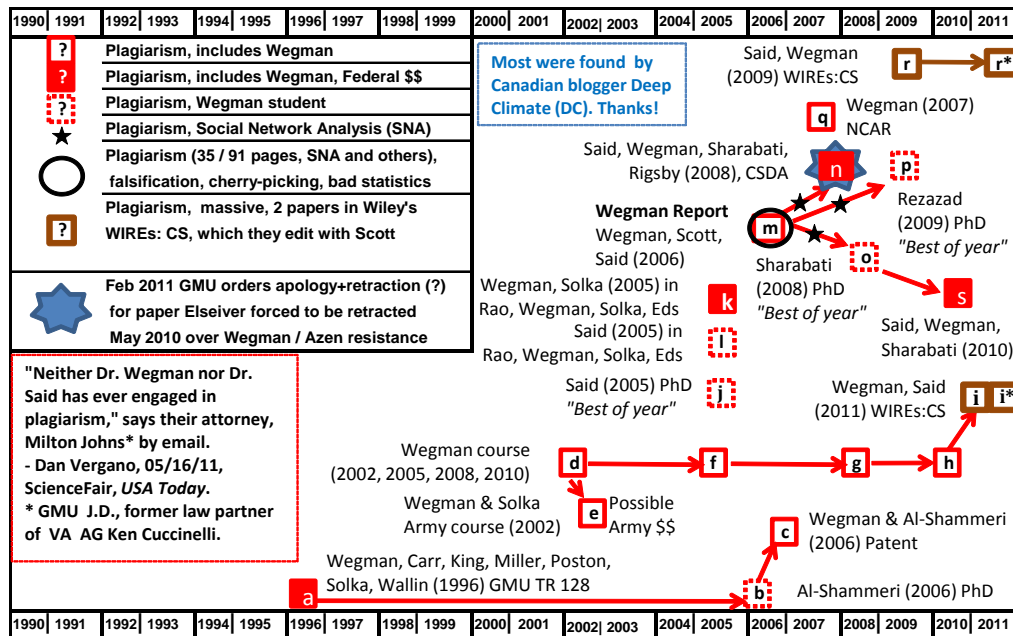 1990 1991 1992 1993 1994 1995 1996 1997 1998 1999 2000 2001 2002 2003 2004 2005 2006 2007 2008 2009 2010 2011
? Plagiarism, includes Wegman
? Plagiarism, includes Wegman, Federal $$
? Plagiarism, Wegman student
Plagiarism, Social Network Analysis (SNA)
Plagiarism (35 / 91 pages, SNA and others),
falsification, cherry-picking, bad statistics
Plagiarism, massive, 2 papers in Wiley's
? WIREs: CS, which they edit with Scott
Feb 2011 GMU orders apology+retraction (?)
for paper Elseiver forced to be retracted
May 2010 over Wegman / Azen resistance
"Neither Dr. Wegman nor Dr.
Said has ever engaged in
plagiarism," says their attorney,
Milton Johns* by email.
- Dan Vergano, 05/16/11,
ScienceFair, USA Today.
* GMU J.D., former law partner
of VA AG Ken Cuccinelli.
Most were found by
Canadian blogger Deep
Climate (DC). Thanks!
Said, Wegman
(2009) WIREs:CS
r
r*
q
Wegman (2007)
NCAR
Said, Wegman, Sharabati,
Rigsby (2008), CSDA
n
p
Rezazad
(2009) PhD
"Best of year"
Wegman Report
Wegman, Scott,
Said (2006)
m
o
Sharabati
(2008) PhD
"Best of year"
s
Said, Wegman,
Sharabati (2010)
Wegman, Solka (2005) in
Rao, Wegman, Solka, Eds
k
Said (2005) in
Rao, Wegman, Solka, Eds
l
Said (2005) PhD
"Best of year"
j
Wegman, Said
(2011) WIREs:CS
i
i*
Wegman course
(2002, 2005, 2008, 2010)
d
f
g
h
Wegman & Solka
Army course (2002)
e
Possible
Army $$
c
Wegman & Al-Shammeri
(2006) Patent
Wegman, Carr, King, Miller, Poston,
Solka, Wallin (1996) GMU TR 128
a
b
Al-Shammeri (2006) PhD
1990 1991 1992 1993 1994 1995 1996 1997 1998 1999 2000 2001 2002 2003 2004 2005 2006 2007 2008 2009 2010 2011